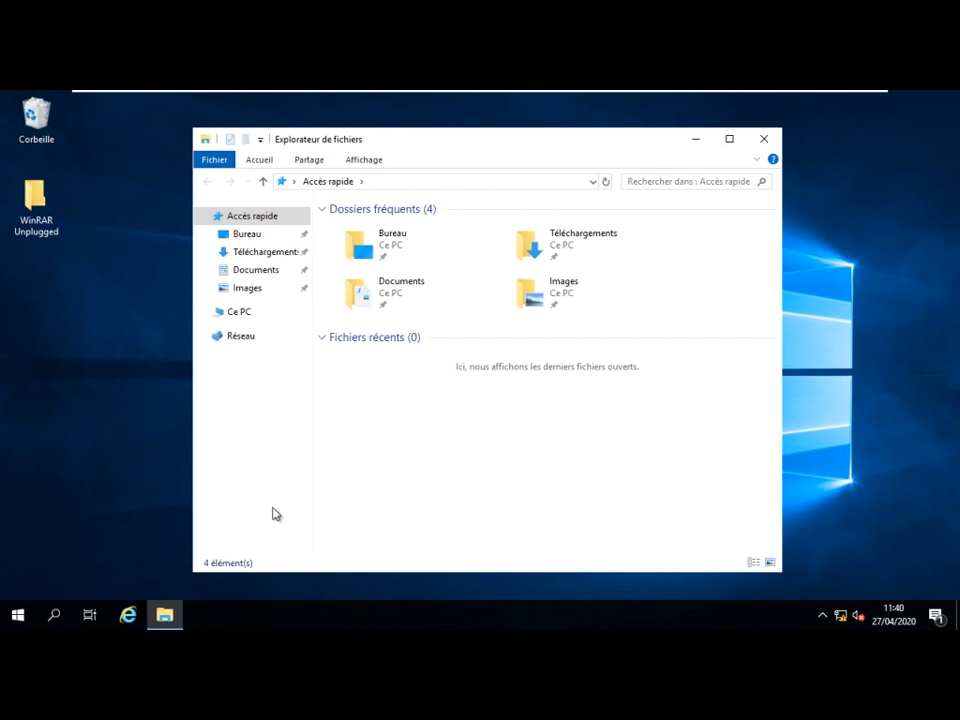 Corbeille
WinRAR
Unplugged
Explorateur de fichiers
Fichier Accueil Partage Affichage
Accès rapide
Rechercher dans : Accès rapide
Accès rapide
Bureau
Téléchargement:
Documents
Images
Ce PC
Réseau
Dossiers fréquents (4)
Bureau
Ce PC
Téléchargements
Ce PC
Documents
Ce PC
Images
Ce PC
Fichiers récents (0)
Ici, nous affichons les derniers fichiers ouverts.
4 élément(s)
11:40
27/04/2020
1